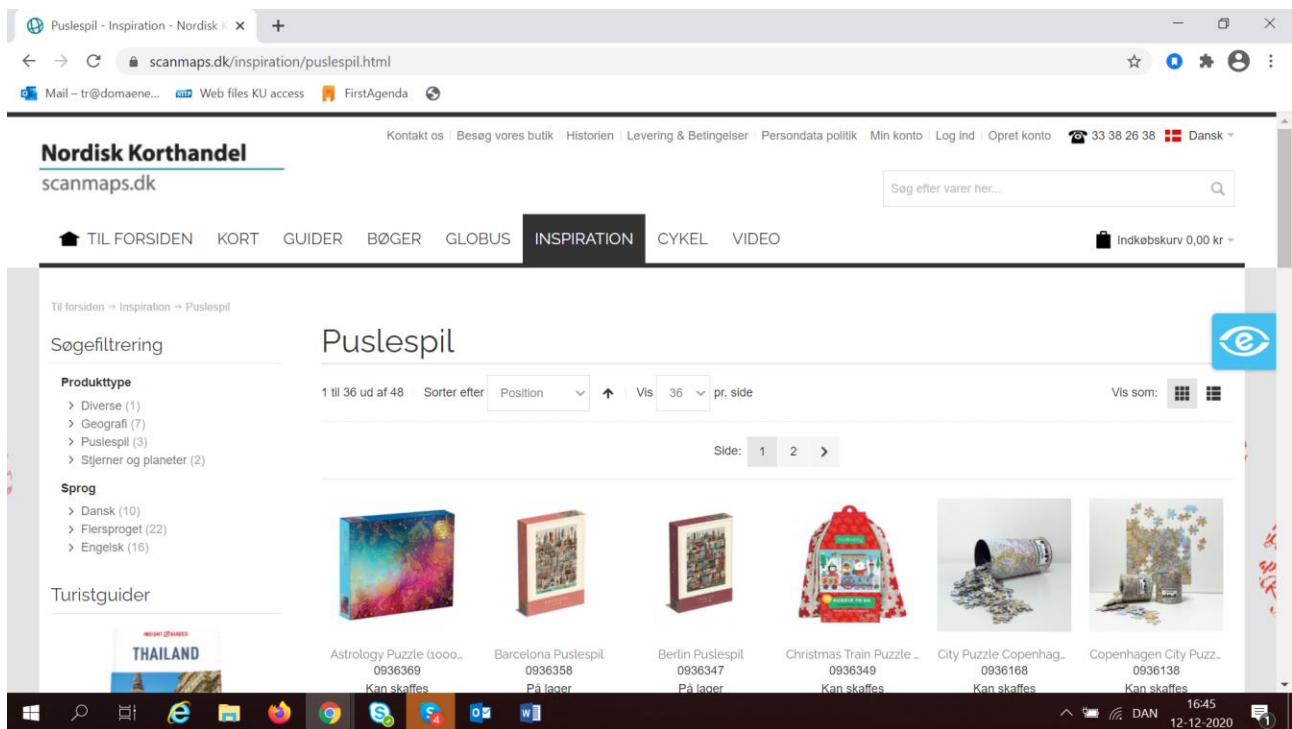 Puslespil - Inspiration - Nordisk K
scanmaps.dk/inspiration/puslespil.html
Mail – tr@domaene... Web files KU access FirstAgenda
Kontakt os Besøg vores butik Historien Levering & Betingelser Persondata politik Min konto Log ind Opret konto 33 38 26 38 Dansk
Nordisk Korthandel
scanmaps.dk
Søg efter varer her...
TIL FORSIDEN KORT GUIDER BØGER GLOBUS INSPIRATION CYKEL VIDEO Indkøbskurv 0,00 kr
Til forsiden → Inspiration → Puslespil
Søgefiltrering
Produkttype
Diverse (1)
Geografi (7)
Puslespil (3)
Stjerner og planeter (2)
Sprog
Dansk (10)
Flersproget (22)
Engelsk (16)
Turistguider
INSIGHT GUIDES
THAILAND
Puslespil
1 til 36 ud af 48 Sorter efter Position Vis 36 pr. side Vis som:
Side: 1 2
Astrology Puzzle (1000...
0936369
Kan skaffes
Barcelona Puslespil
0936358
På lager
Berlin Puslespil
0936347
På lager
Christmas Train Puzzle ...
0936349
Kan skaffes
City Puzzle Copenhag...
0936168
Kan skaffes
Copenhagen City Puzz...
0936138
Kan skaffes
DAN
16:45
12-12-2020